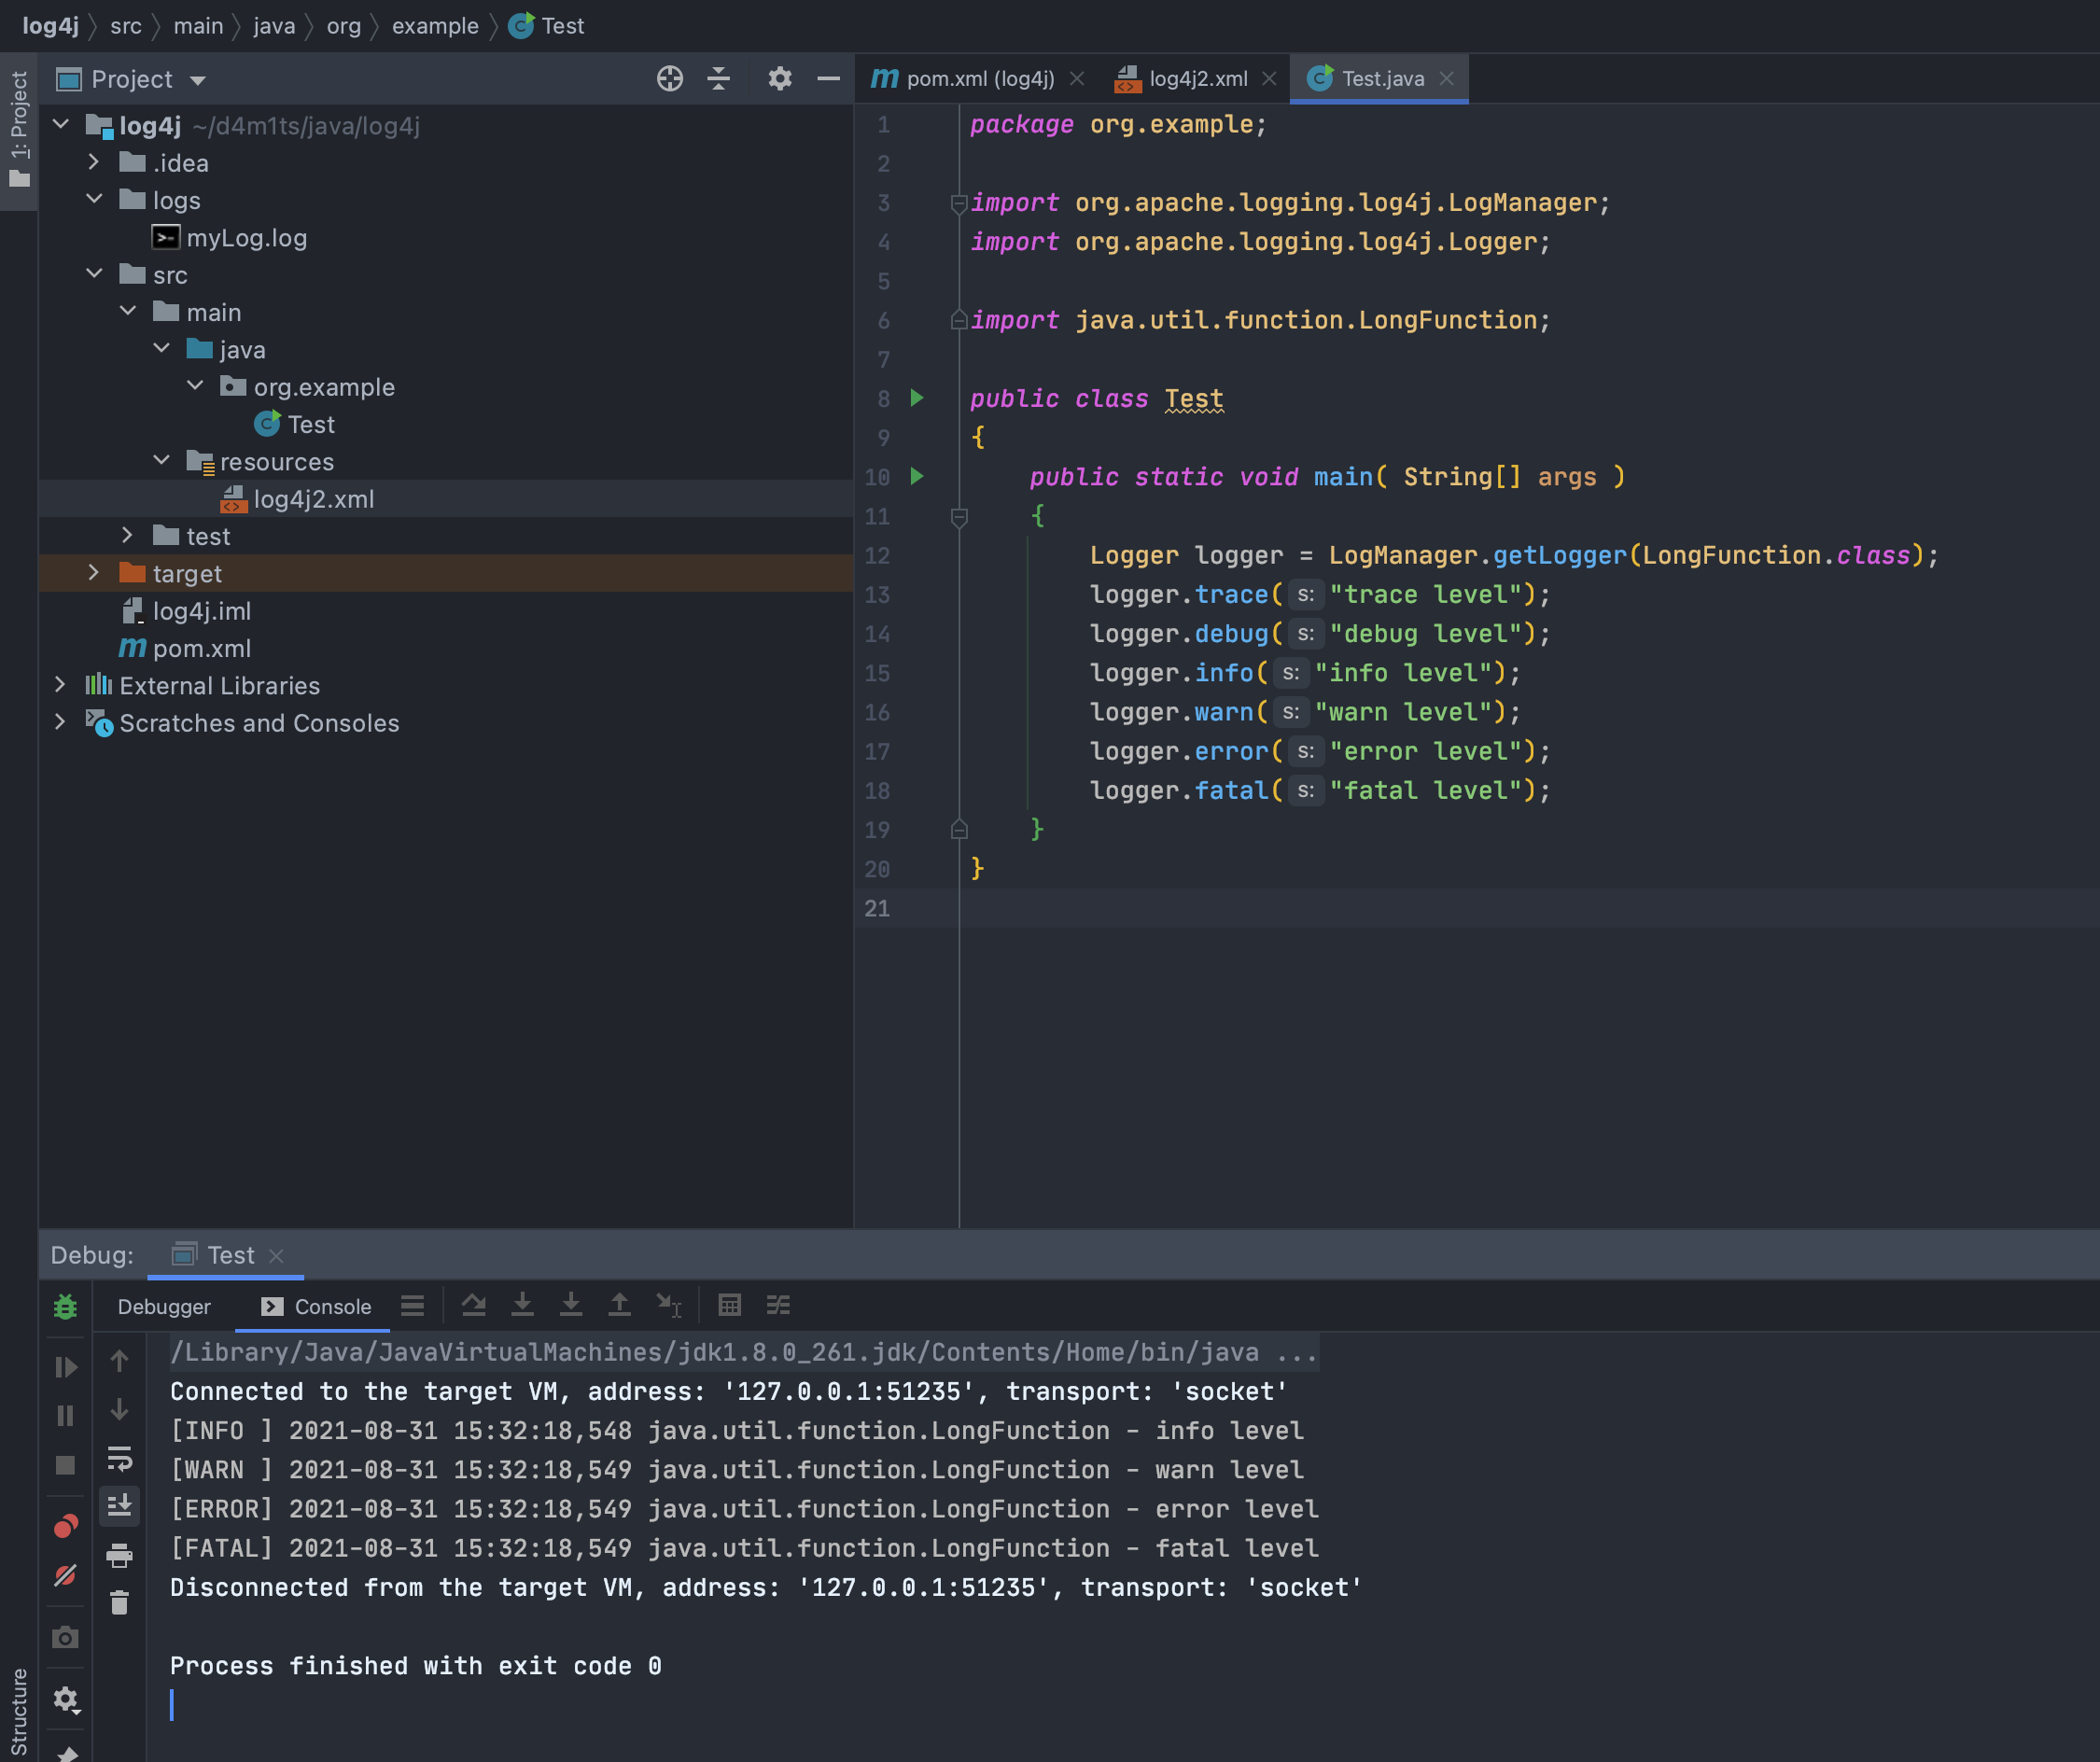 log4j src main java org example Test
1: Project
Project
log4j ~/d4m1ts/java/log4j
.idea
logs
myLog.log
src
main
java
org.example
Test
resources
log4j2.xml
test
target
log4j.iml
pom.xml
External Libraries
Scratches and Consoles
pom.xml (log4j) log4j2.xml Test.java
1 package org.example;
2
3 import org.apache.logging.log4j.LogManager;
4 import org.apache.logging.log4j.Logger;
5
6 import java.util.function.LongFunction;
7
8 public class Test
9 {
10 public static void main( String[] args )
11 {
12 Logger logger = LogManager.getLogger(LongFunction.class);
13 logger.trace( s: "trace level");
14 logger.debug( s: "debug level");
15 logger.info( s: "info level");
16 logger.warn( s: "warn level");
17 logger.error( s: "error level");
18 logger.fatal( s: "fatal level");
19 }
20 }
21
Debug: Test
Debugger Console
/Library/Java/JavaVirtualMachines/jdk1.8.0_261.jdk/Contents/Home/bin/java ...
Connected to the target VM, address: '127.0.0.1:51235', transport: 'socket'
[INFO ] 2021-08-31 15:32:18,548 java.util.function.LongFunction - info level
[WARN ] 2021-08-31 15:32:18,549 java.util.function.LongFunction - warn level
[ERROR] 2021-08-31 15:32:18,549 java.util.function.LongFunction - error level
[FATAL] 2021-08-31 15:32:18,549 java.util.function.LongFunction - fatal level
Disconnected from the target VM, address: '127.0.0.1:51235', transport: 'socket'
Process finished with exit code 0
Structure